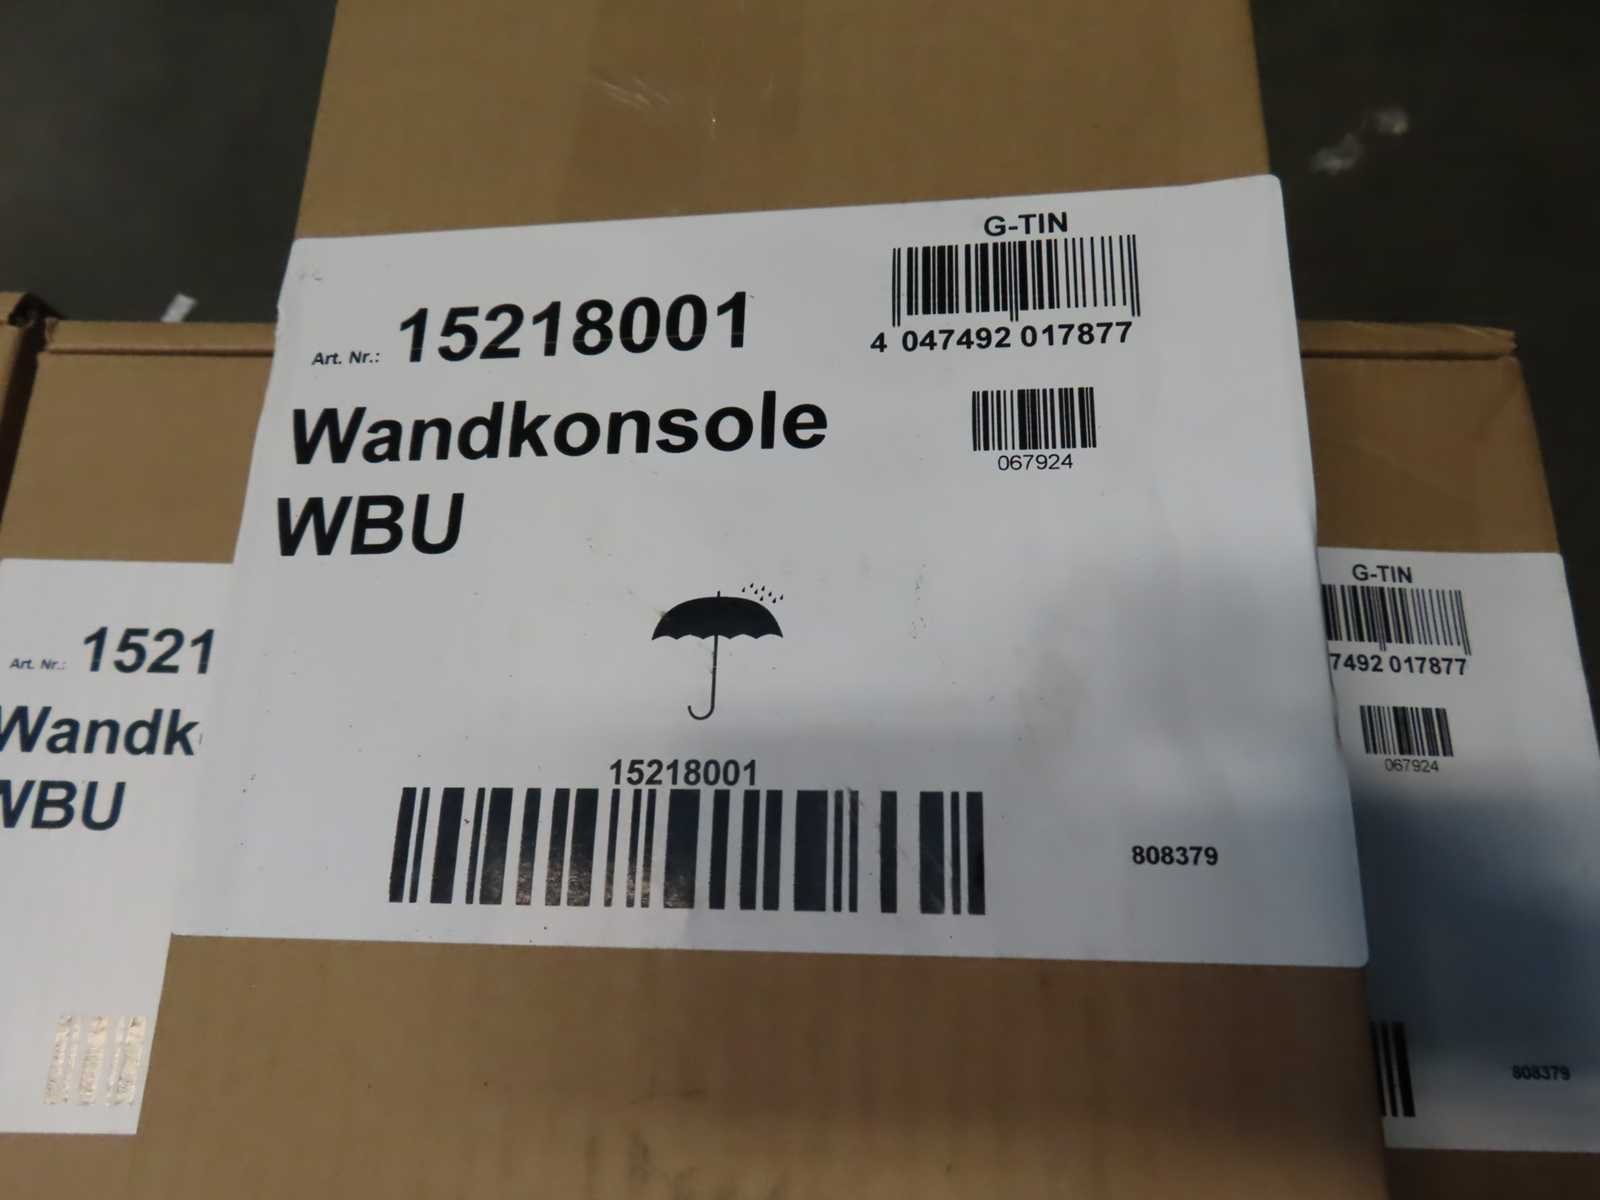 G-TIN
Art. Nr.: 15218001
4 047492 017877
Wandkonsole
067924
WBU
15218001
808379
Art. Nr.: 1521
Wandk
WBU
G-TIN
7492 017877
067924
808379